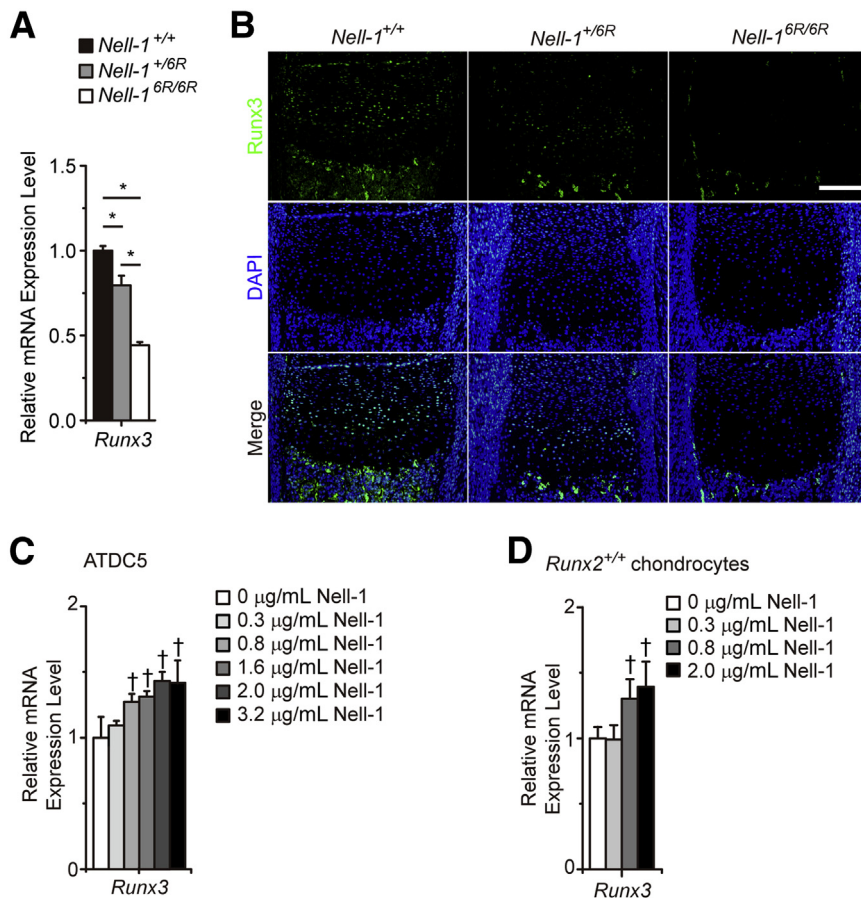 A
Nell-1+/+
Nell-1+/6R
Nell-16R/6R
Relative mRNA Expression Level
1.5
1.0
0.5
0.0
*
*
*
Runx3
B
Nell-1+/+
Nell-1+/6R
Nell-16R/6R
Runx3
DAPI
Merge
C
ATDC5
Relative mRNA
Expression Level
2
1
0
† † † †
Runx3
0 µg/mL Nell-1
0.3 µg/mL Nell-1
0.8 µg/mL Nell-1
1.6 µg/mL Nell-1
2.0 µg/mL Nell-1
3.2 µg/mL Nell-1
D
Runx2+/+ chondrocytes
Relative mRNA
Expression Level
2
1
0
† †
Runx3
0 µg/mL Nell-1
0.3 µg/mL Nell-1
0.8 µg/mL Nell-1
2.0 µg/mL Nell-1